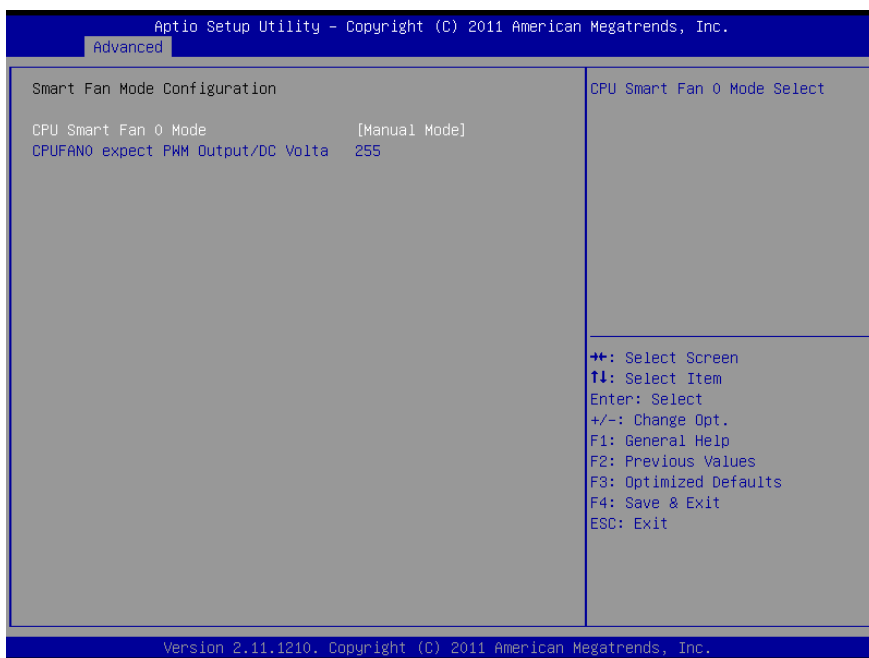 Aptio Setup Utility – Copyright (C) 2011 American Megatrends, Inc.
Advanced
Smart Fan Mode Configuration
CPU Smart Fan 0 Mode [Manual Mode]
CPUFAN0 expect PWM Output/DC Volta 255
CPU Smart Fan 0 Mode Select
→←: Select Screen
↑↓: Select Item
Enter: Select
+/-: Change Opt.
F1: General Help
F2: Previous Values
F3: Optimized Defaults
F4: Save & Exit
ESC: Exit
Version 2.11.1210. Copyright (C) 2011 American Megatrends, Inc.